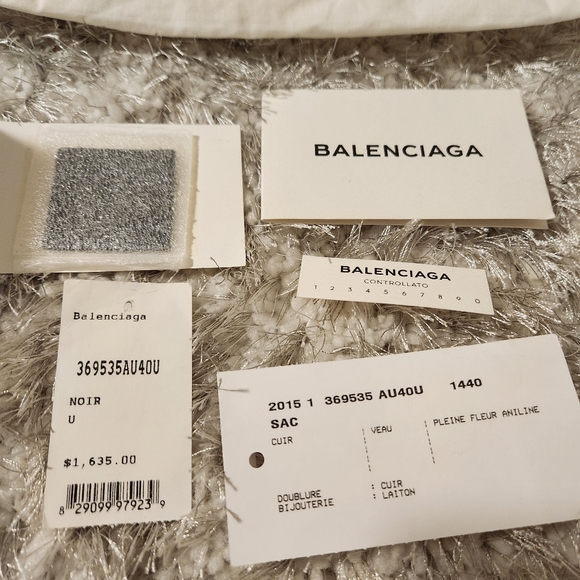 BALENCIAGA
BALENCIAGA
CONTROLLATO
1 2 3 4 5 6 7 8 9 0
Balenciaga
369535AU40U
NOIR
U
$1,635.00
8 29099 97923 9
2015 1 369535 AU40U 1440
SAC
CUIR : VEAU : PLEINE FLEUR ANILINE
DOUBLURE : CUIR
BIJOUTERIE : LAITON